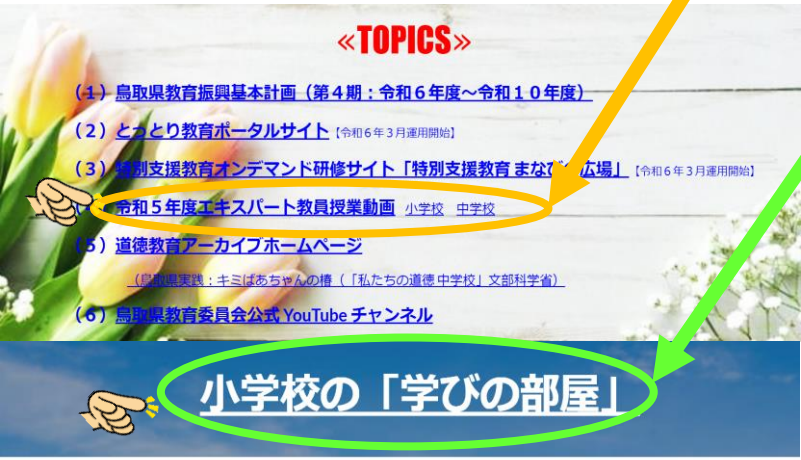 «TOPICS»
（１）鳥取県教育振興基本計画（第４期：令和６年度～令和１０年度）
（２）とっとり教育ポータルサイト【令和６年３月運用開始】
（３）特別支援教育オンデマンド研修サイト「特別支援教育 まなびの広場」【令和６年３月運用開始】
令和５年度エキスパート教員授業動画 小学校 中学校
（５）道徳教育アーカイブホームページ
（鳥取県実践：キミばあちゃんの椿（「私たちの道徳 中学校」文部科学省）
（６）鳥取県教育委員会公式 YouTube チャンネル
小学校の「学びの部屋」